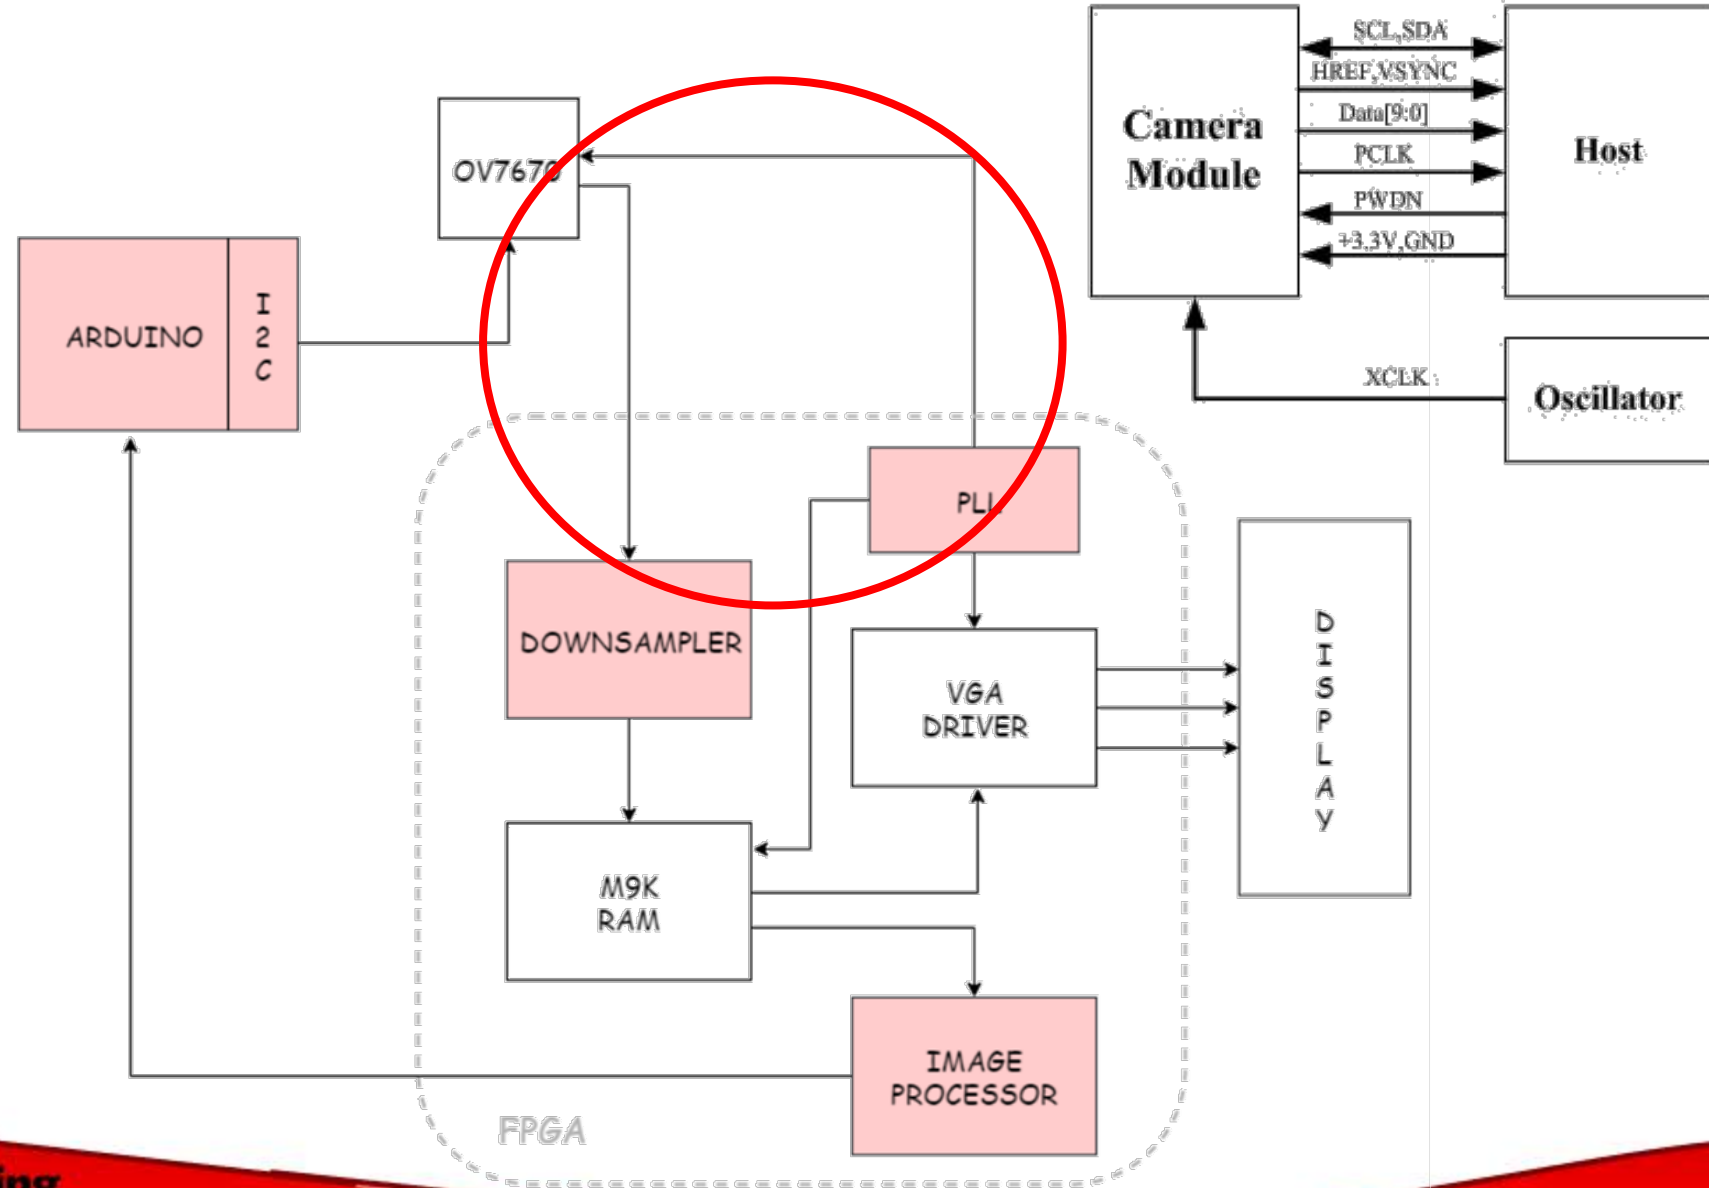 SCL,SDA
HREF,VSYNC
Data[9:0]
PCLK
PWDN
+3.3V,GND
Camera
Module
Host
XCLK
Oscillator
OV7670
ARDUINO
I
2
C
PLL
DOWNSAMPLER
VGA
DRIVER
D
I
S
P
L
A
Y
M9K
RAM
IMAGE
PROCESSOR
FPGA